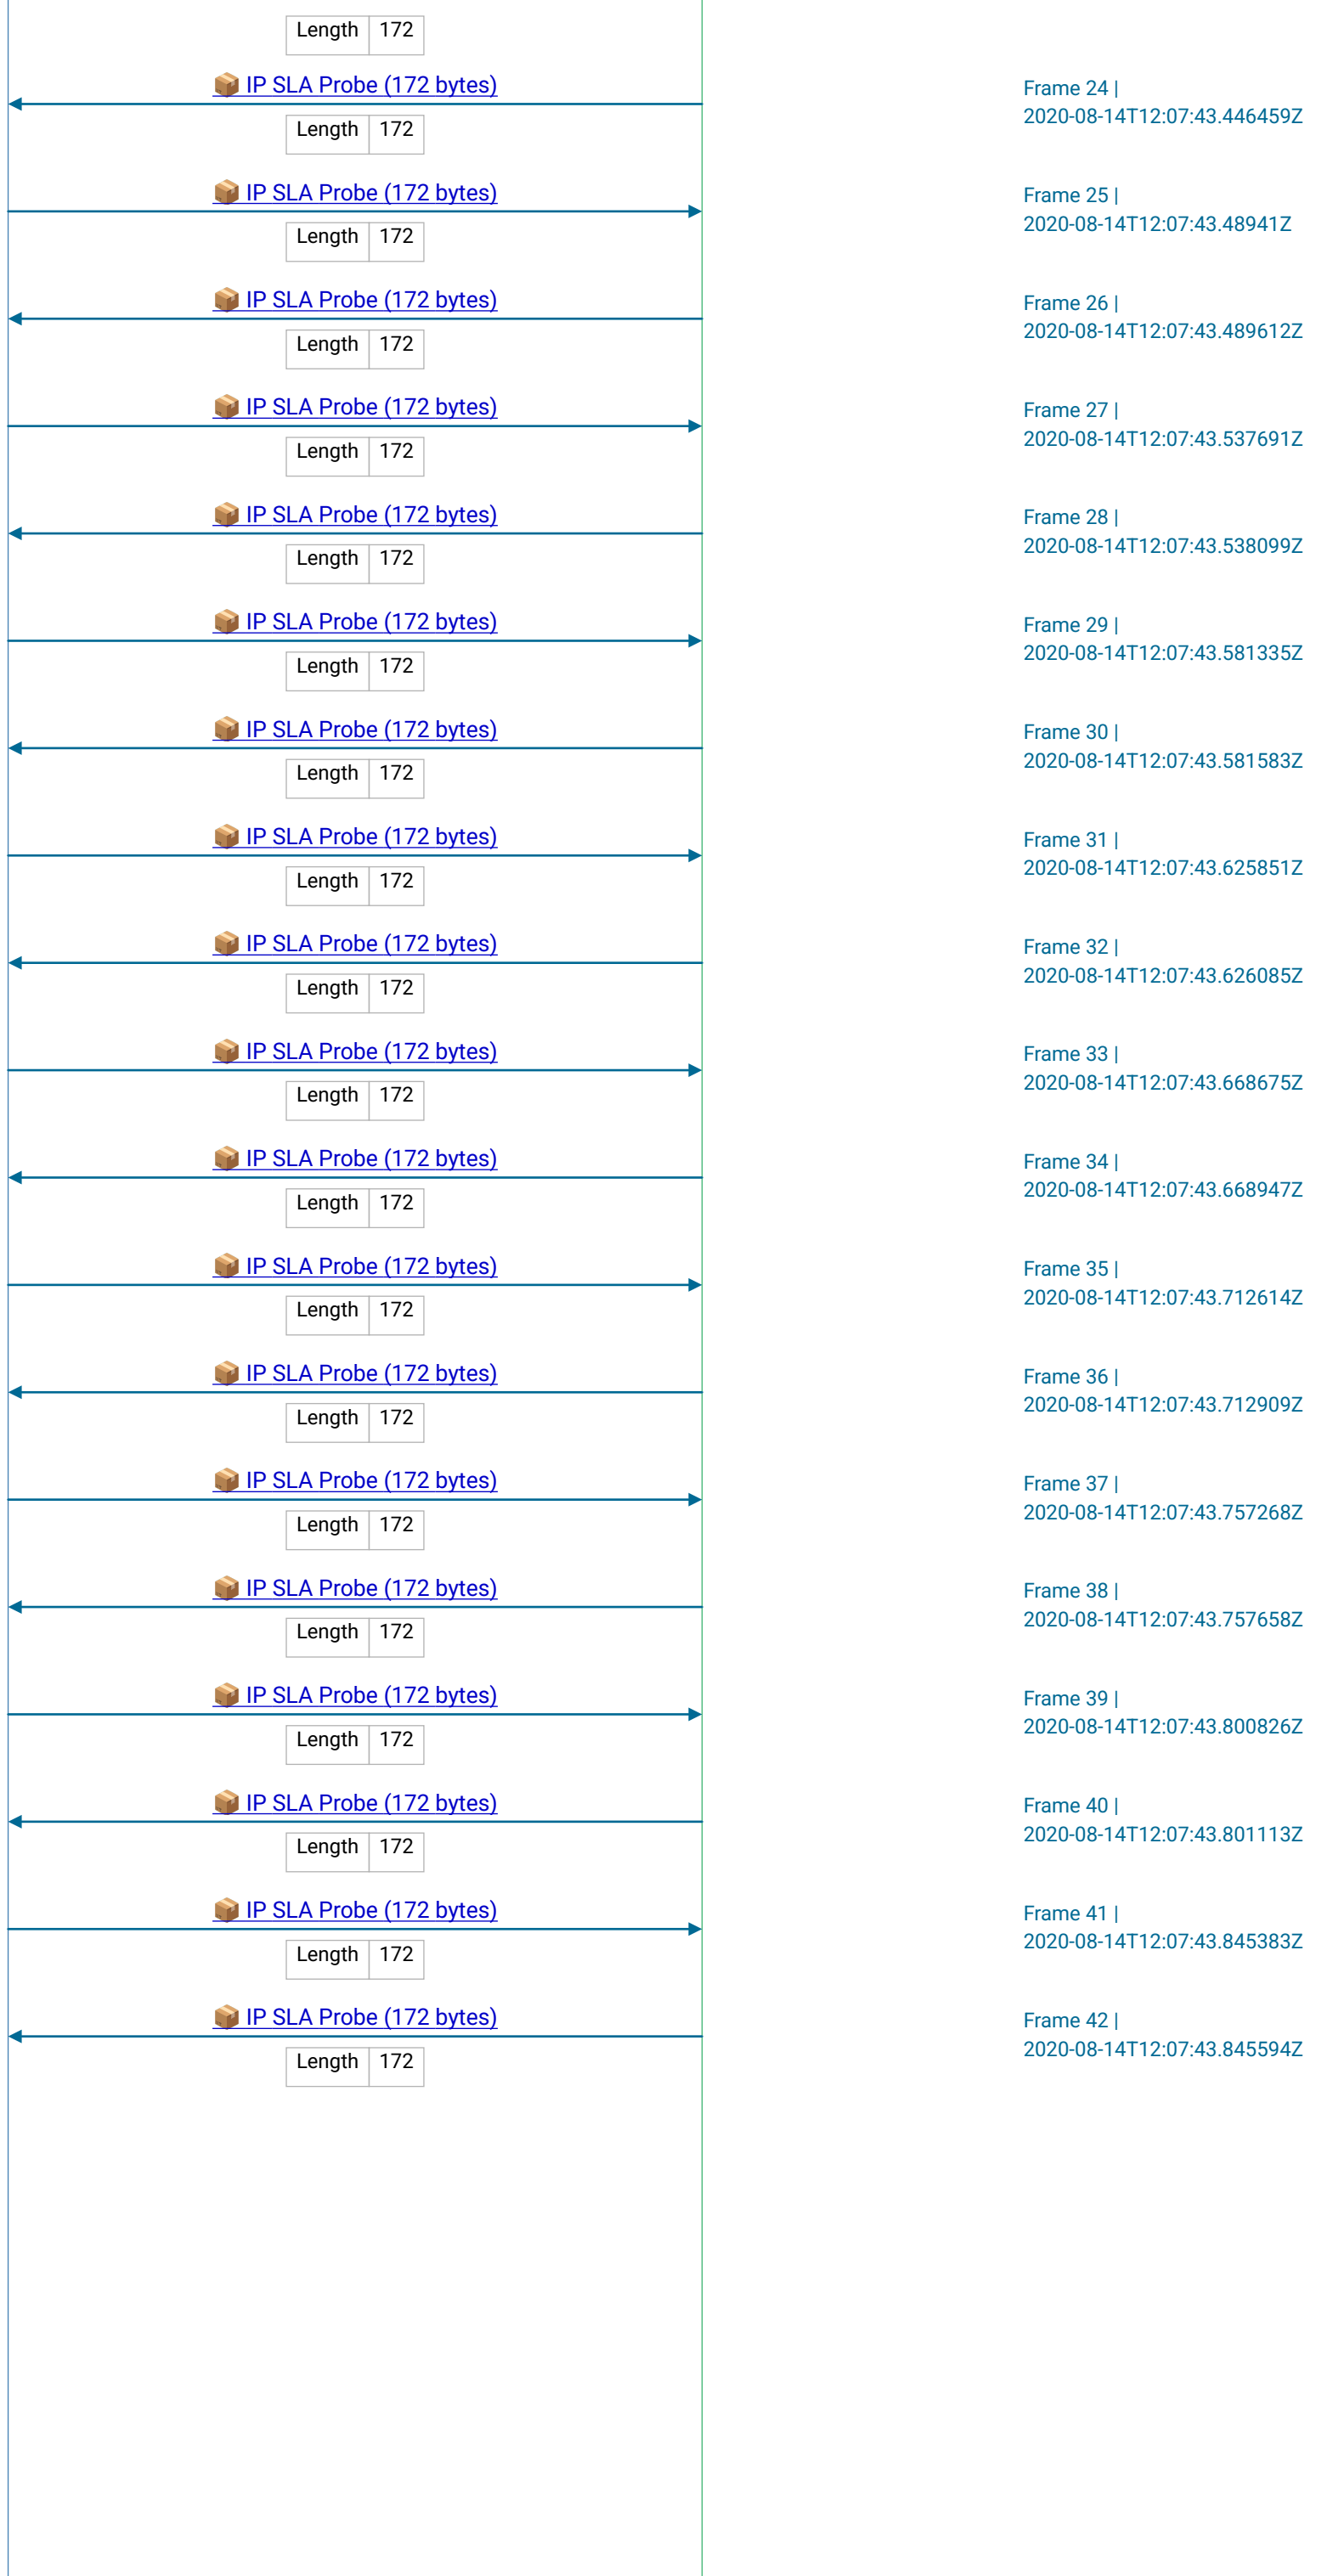 Length 172
📦 IP SLA Probe (172 bytes)
Frame 24 |
2020-08-14T12:07:43.446459Z
Length 172
📦 IP SLA Probe (172 bytes)
Frame 25 |
2020-08-14T12:07:43.48941Z
Length 172
📦 IP SLA Probe (172 bytes)
Frame 26 |
2020-08-14T12:07:43.489612Z
Length 172
📦 IP SLA Probe (172 bytes)
Frame 27 |
2020-08-14T12:07:43.537691Z
Length 172
📦 IP SLA Probe (172 bytes)
Frame 28 |
2020-08-14T12:07:43.538099Z
Length 172
📦 IP SLA Probe (172 bytes)
Frame 29 |
2020-08-14T12:07:43.581335Z
Length 172
📦 IP SLA Probe (172 bytes)
Frame 30 |
2020-08-14T12:07:43.581583Z
Length 172
📦 IP SLA Probe (172 bytes)
Frame 31 |
2020-08-14T12:07:43.625851Z
Length 172
📦 IP SLA Probe (172 bytes)
Frame 32 |
2020-08-14T12:07:43.626085Z
Length 172
📦 IP SLA Probe (172 bytes)
Frame 33 |
2020-08-14T12:07:43.668675Z
Length 172
📦 IP SLA Probe (172 bytes)
Frame 34 |
2020-08-14T12:07:43.668947Z
Length 172
📦 IP SLA Probe (172 bytes)
Frame 35 |
2020-08-14T12:07:43.712614Z
Length 172
📦 IP SLA Probe (172 bytes)
Frame 36 |
2020-08-14T12:07:43.712909Z
Length 172
📦 IP SLA Probe (172 bytes)
Frame 37 |
2020-08-14T12:07:43.757268Z
Length 172
📦 IP SLA Probe (172 bytes)
Frame 38 |
2020-08-14T12:07:43.757658Z
Length 172
📦 IP SLA Probe (172 bytes)
Frame 39 |
2020-08-14T12:07:43.800826Z
Length 172
📦 IP SLA Probe (172 bytes)
Frame 40 |
2020-08-14T12:07:43.801113Z
Length 172
📦 IP SLA Probe (172 bytes)
Frame 41 |
2020-08-14T12:07:43.845383Z
Length 172
📦 IP SLA Probe (172 bytes)
Frame 42 |
2020-08-14T12:07:43.845594Z
Length 172